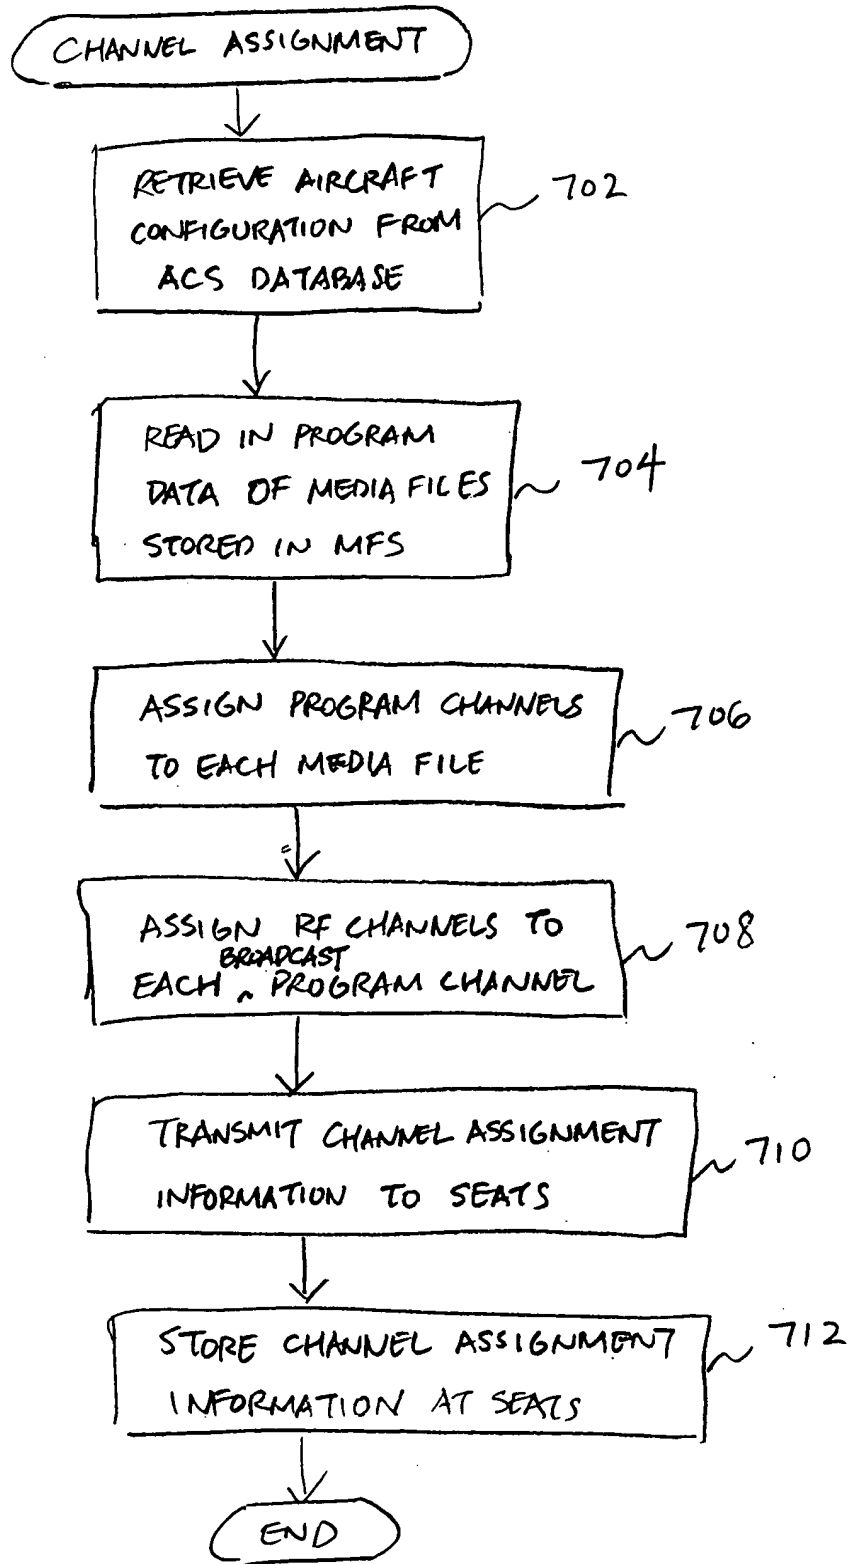 CHANNEL ASSIGNMENT
RETRIEVE AIRCRAFT
CONFIGURATION FROM
ACS DATABASE
702
READ IN PROGRAM
DATA OF MEDIA FILES
STORED IN MFS
704
ASSIGN PROGRAM CHANNELS
TO EACH MEDIA FILE
706
ASSIGN RF CHANNELS TO
BROADCAST
EACH ^ PROGRAM CHANNEL
708
TRANSMIT CHANNEL ASSIGNMENT
INFORMATION TO SEATS
710
STORE CHANNEL ASSIGNMENT
INFORMATION AT SEATS
712
END